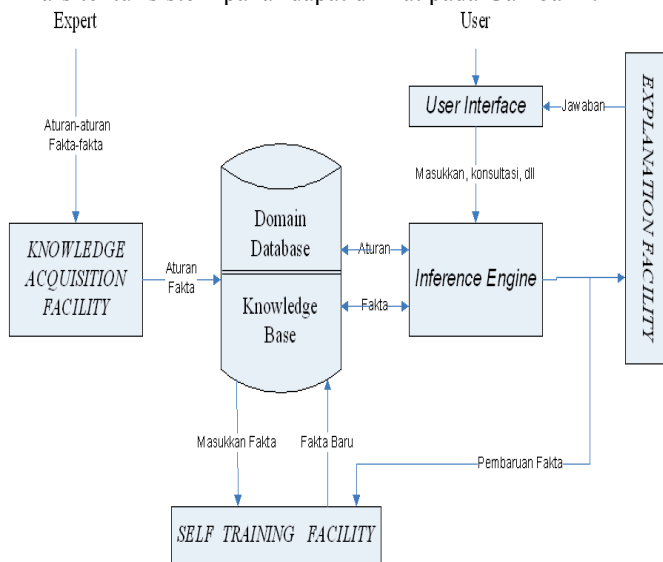 Expert
User
User Interface
Jawaban
EXPLANATION FACILITY
Aturan-aturan
Fakta-fakta
Masukkan, konsultasi, dll
Domain
Database
KNOWLEDGE
ACQUISITION
FACILITY
Aturan
Fakta
Aturan
Inference Engine
Knowledge
Base
Fakta
Masukkan Fakta
Fakta Baru
Pembaruan Fakta
SELF TRAINING FACILITY